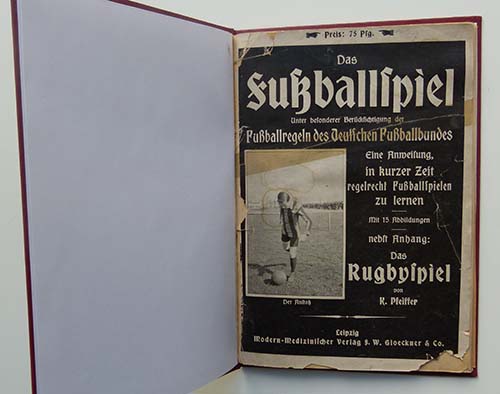 Preis: 75 Pfg.
Das
Fußballſpiel
Unter beſonderer Berückſichtigung der
Fußballregeln des Deutſchen Fußballbundes
Eine Anweiſung,
in kurzer Zeit
regelrecht Fußballſpielen
zu lernen
Mit 15 Abbildungen
nebſt Anhang:
Das
Rugbyſpiel
von
K. Pfeiffer
Der Anſtoß
Leipzig
Modern-Mediziniſcher Verlag F. W. Gloeckner & Co.